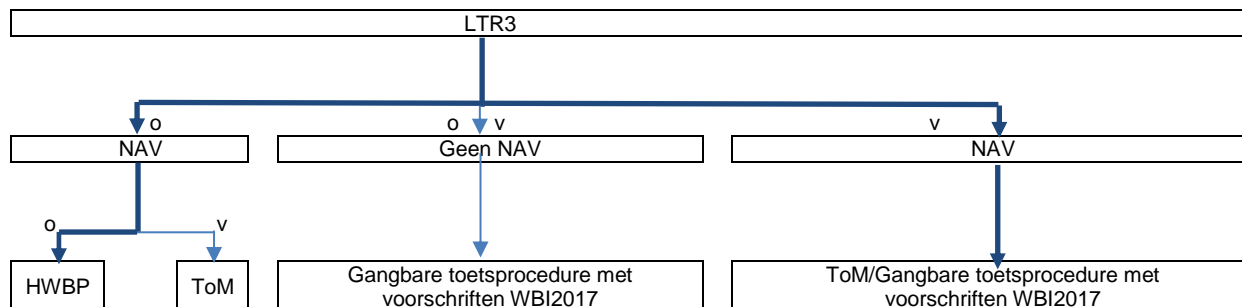 LTR3
o
o v
v
NAV
Geen NAV
NAV
o
v
HWBP
ToM
Gangbare toetsprocedure met
voorschriften WBI2017
ToM/Gangbare toetsprocedure met
voorschriften WBI2017